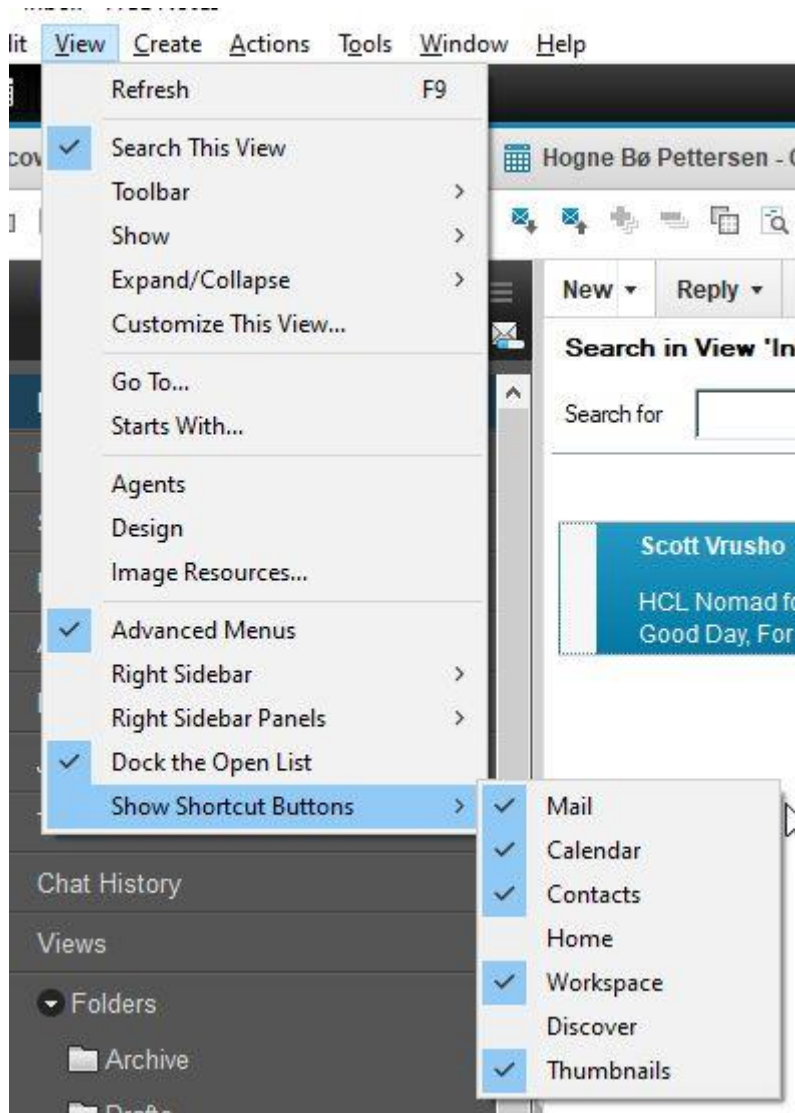 View Create Actions Tools Window Help
Refresh F9
Search This View
Toolbar
Show
Expand/Collapse
Customize This View...
Go To...
Starts With...
Agents
Design
Image Resources...
Advanced Menus
Right Sidebar
Right Sidebar Panels
Dock the Open List
Show Shortcut Buttons
Mail
Calendar
Contacts
Home
Workspace
Discover
Thumbnails
Hogne Bø Pettersen -
New Reply
Search in View 'In
Search for
Scott Vrusho
HCL Nomad fo
Good Day, For
Chat History
Views
Folders
Archive